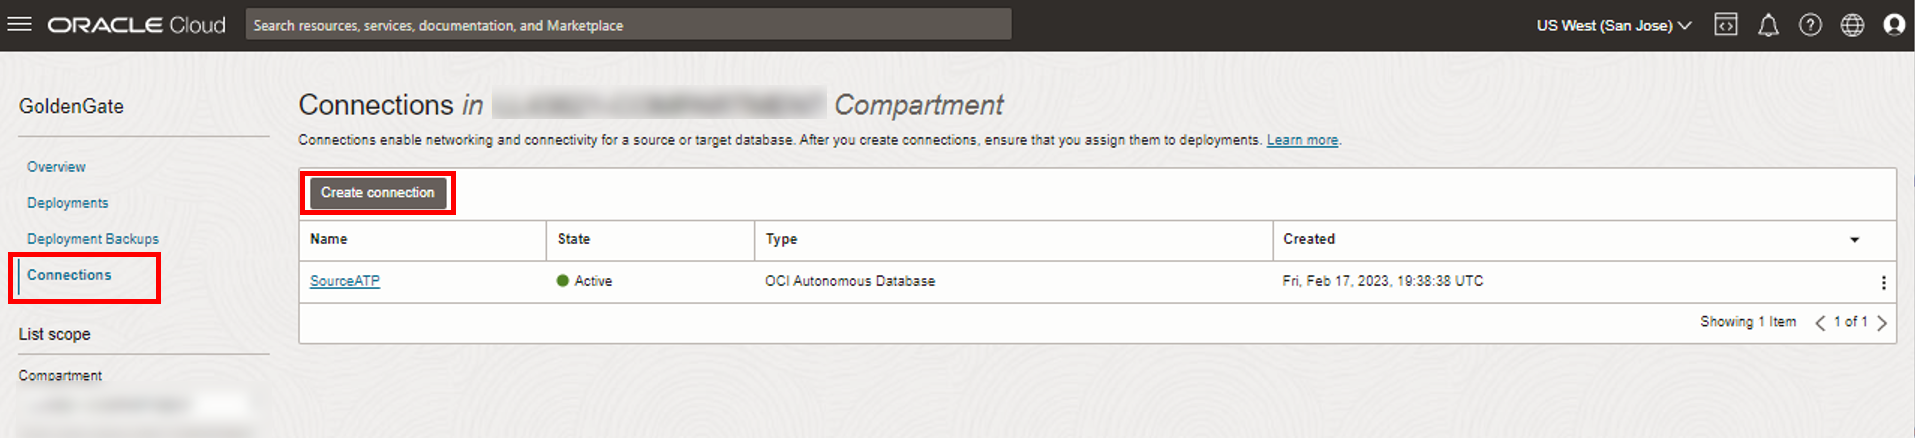 ORACLE Cloud
Search resources, services, documentation, and Marketplace
US West (San Jose)
GoldenGate
Overview
Deployments
Deployment Backups
Connections
List scope
Compartment
Connections in Compartment
Connections enable networking and connectivity for a source or target database. After you create connections, ensure that you assign them to deployments. Learn more.
Create connection
Name State Type Created
SourceATP Active OCI Autonomous Database Fri, Feb 17, 2023, 19:38:38 UTC
Showing 1 Item 1 of 1